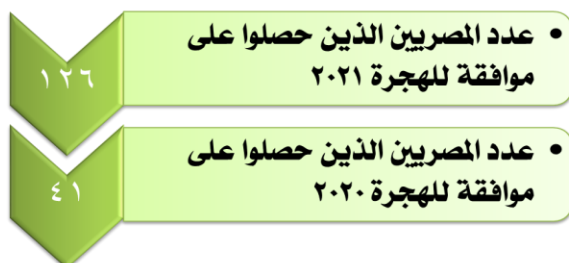 • عدد المصريين الذين حصلوا على
موافقة للهجرة ٢٠٢١
١٢٦
• عدد المصريين الذين حصلوا على
موافقة للهجرة ٢٠٢٠
٤١